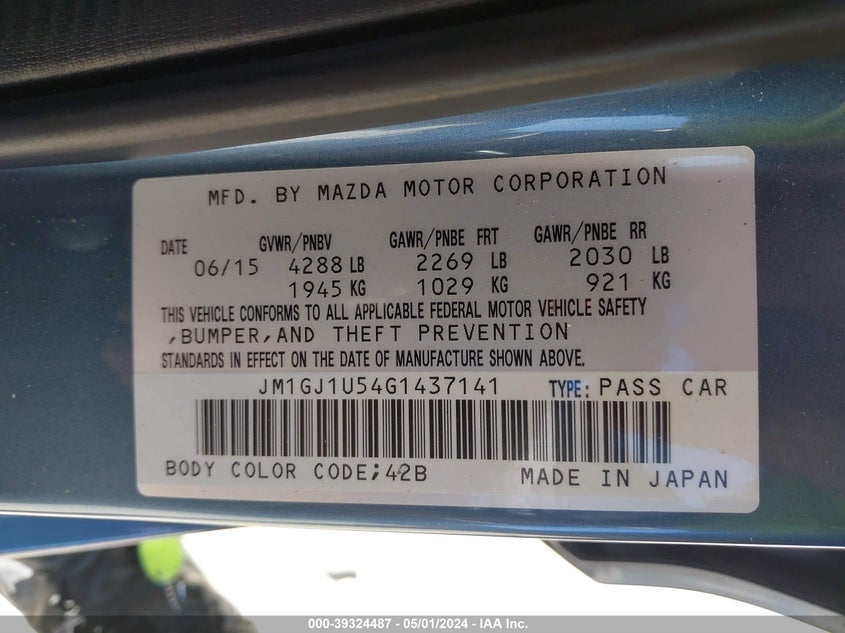 MFD. BY MAZDA MOTOR CORPORATION
DATE GVWR/PNBV GAWR/PNBE FRT GAWR/PNBE RR
06/15 4288 LB 2269 LB 2030 LB
1945 KG 1029 KG 921 KG
THIS VEHICLE CONFORMS TO ALL APPLICABLE FEDERAL MOTOR VEHICLE SAFETY
,BUMPER,AND THEFT PREVENTION
STANDARDS IN EFFECT ON THE DATE OF MANUFACTURE SHOWN ABOVE.
JM1GJ1U54G1437141 TYPE: PASS CAR
BODY COLOR CODE;42B MADE IN JAPAN
000-39324487 - 05/01/2024 - IAA Inc.